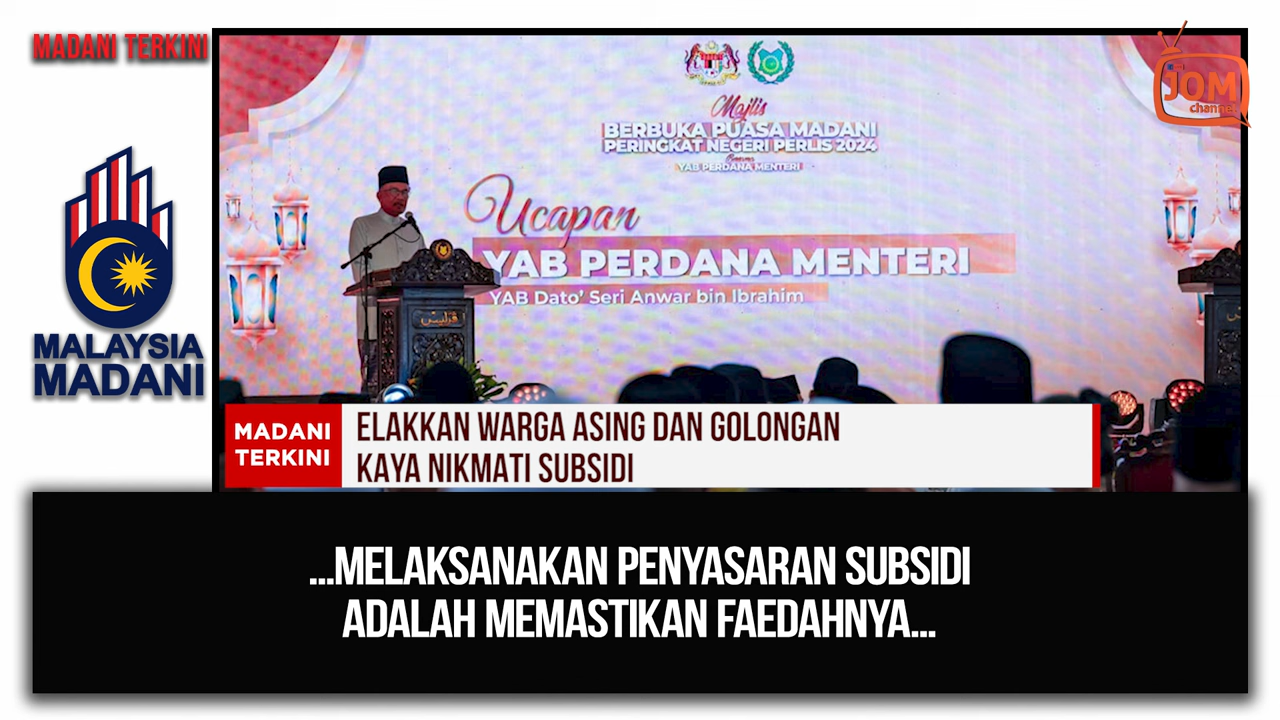 MADANI TERKINI
JOM
channel
MALAYSIA
MADANI
Majlis
BERBUKA PUASA MADANI
PERINGKAT NEGERI PERLIS 2024
Bersama
YAB PERDANA MENTERI
Ucapan
YAB PERDANA MENTERI
YAB Dato' Seri Anwar bin Ibrahim
MADANI
TERKINI
ELAKKAN WARGA ASING DAN GOLONGAN
KAYA NIKMATI SUBSIDI
...MELAKSANAKAN PENYASARAN SUBSIDI
ADALAH MEMASTIKAN FAEDAHNYA...